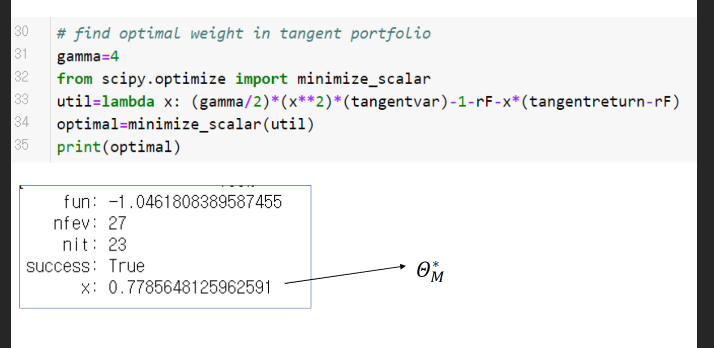 30 # find optimal weight in tangent portfolio
31 gamma=4
32 from scipy.optimize import minimize_scalar
33 util=lambda x: (gamma/2)*(x**2)*(tangentvar)-1-rF-x*(tangentreturn-rF)
34 optimal=minimize_scalar(util)
35 print(optimal)
fun: -1.0461808389587455
nfev: 27
nit: 23
success: True
x: 0.7785648125962591
Θ*M